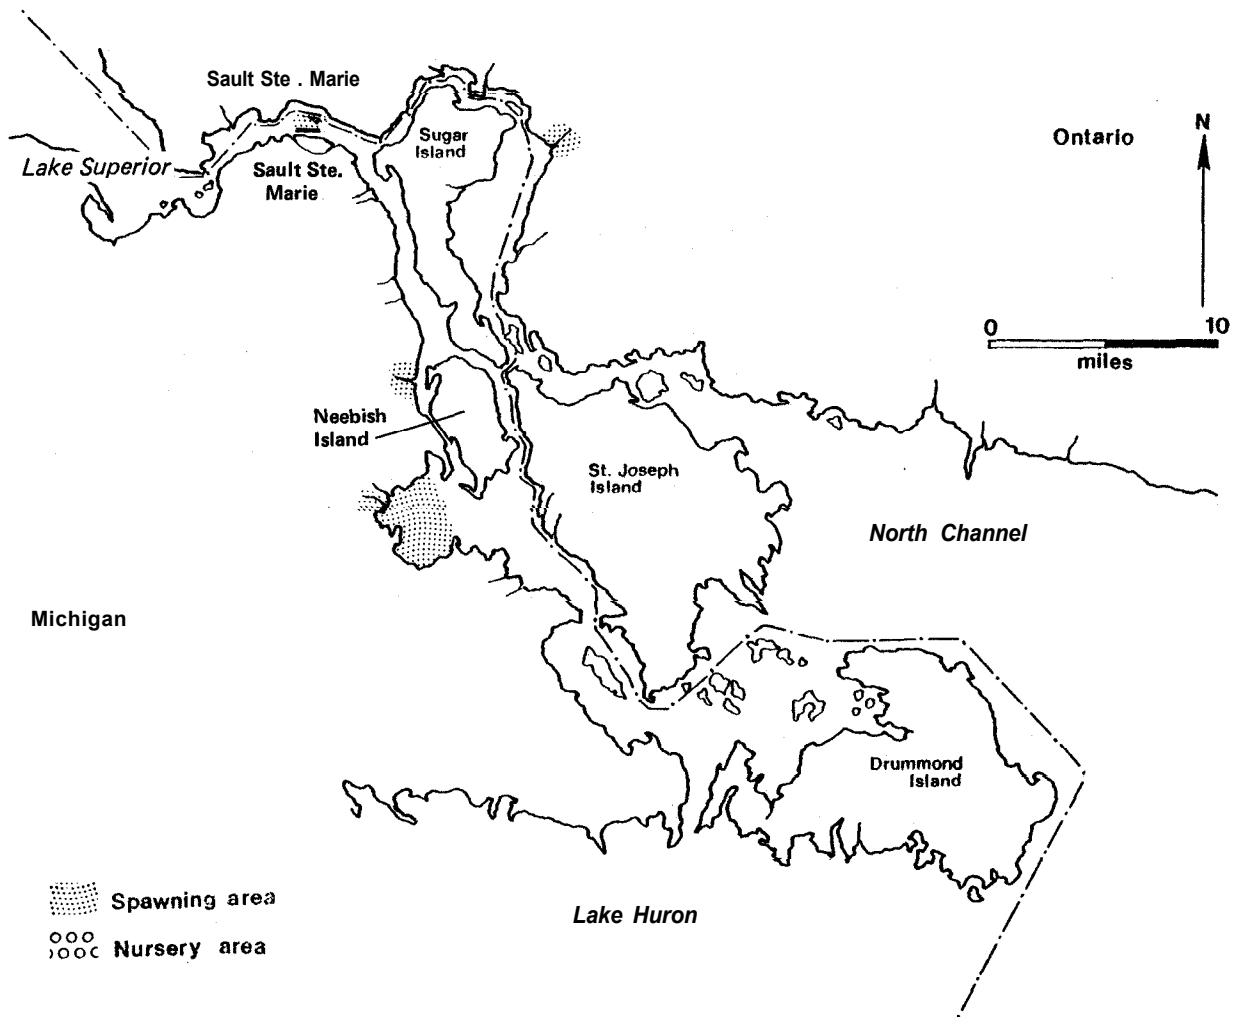 Sault Ste . Marie
Sugar
Island
Ontario
N
Lake Superior
Sault Ste.
Marie
0 10
miles
Neebish
Island
St. Joseph
Island
North Channel
Michigan
Drummond
Island
Spawning area
Lake Huron
Nursery area